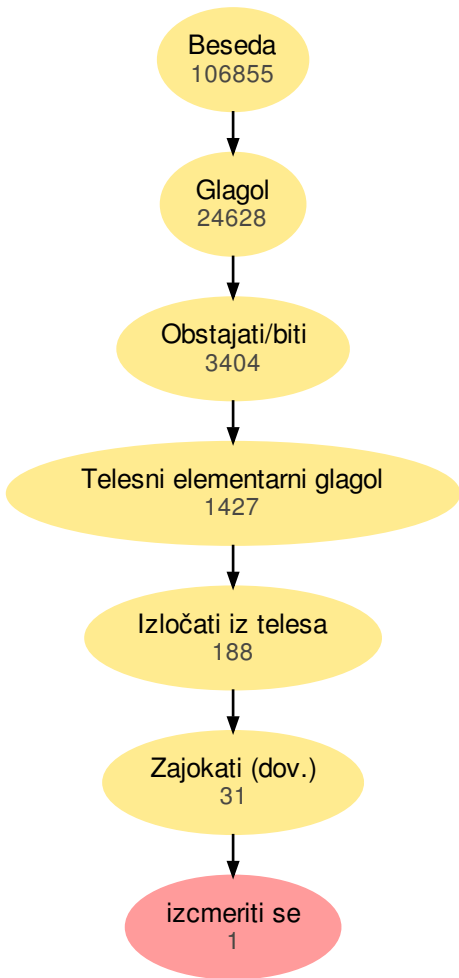 Beseda
106855
Glagol
24628
Obstajati/biti
3404
Telesni elementarni glagol
1427
Izločati iz telesa
188
Zajokati (dov.)
31
izcmeriti se
1